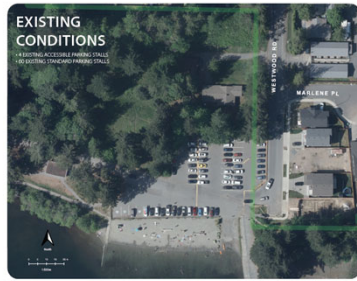 EXISTING
CONDITIONS
• 4 EXISTING ACCESSIBLE PARKING STALLS
• 60 EXISTING STANDARD PARKING STALLS
WESTWOOD RD
MARLENE PL
North